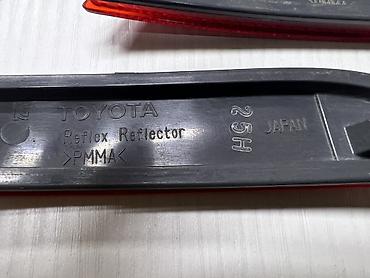 TOYOTA
Reflex Reflector
>PMMA<
25H
JAPAN